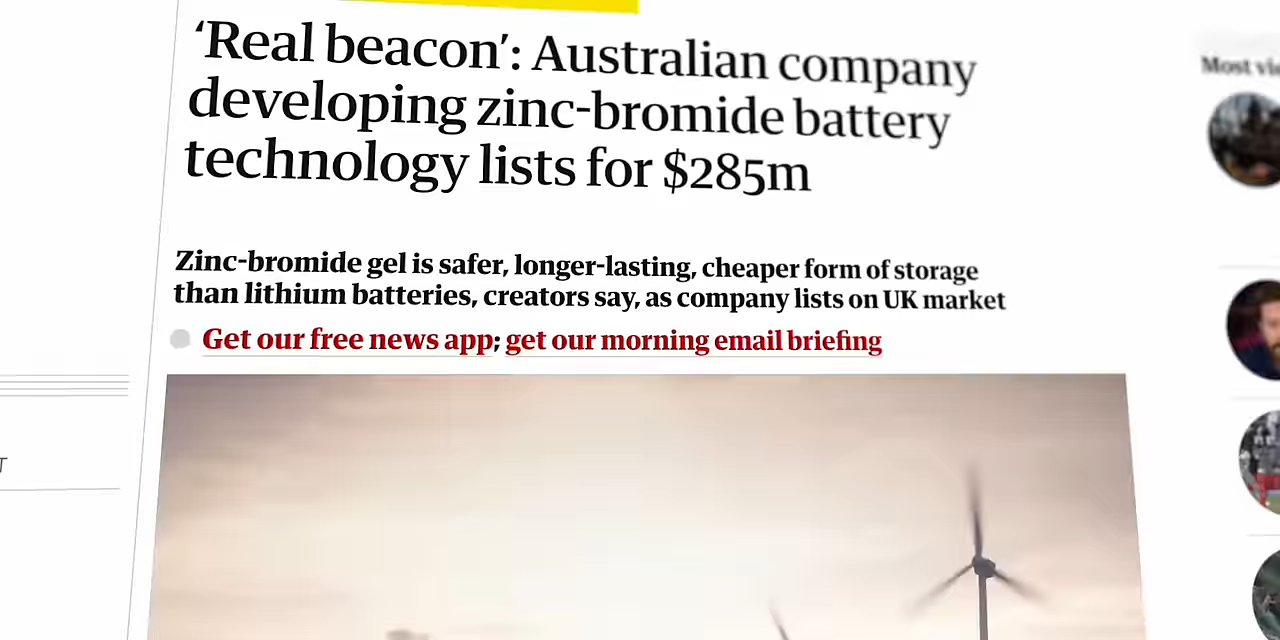 ‘Real beacon’: Australian company
developing zinc-bromide battery
technology lists for $285m
Zinc-bromide gel is safer, longer-lasting, cheaper form of storage
than lithium batteries, creators say, as company lists on UK market
Get our free news app; get our morning email briefing
Most